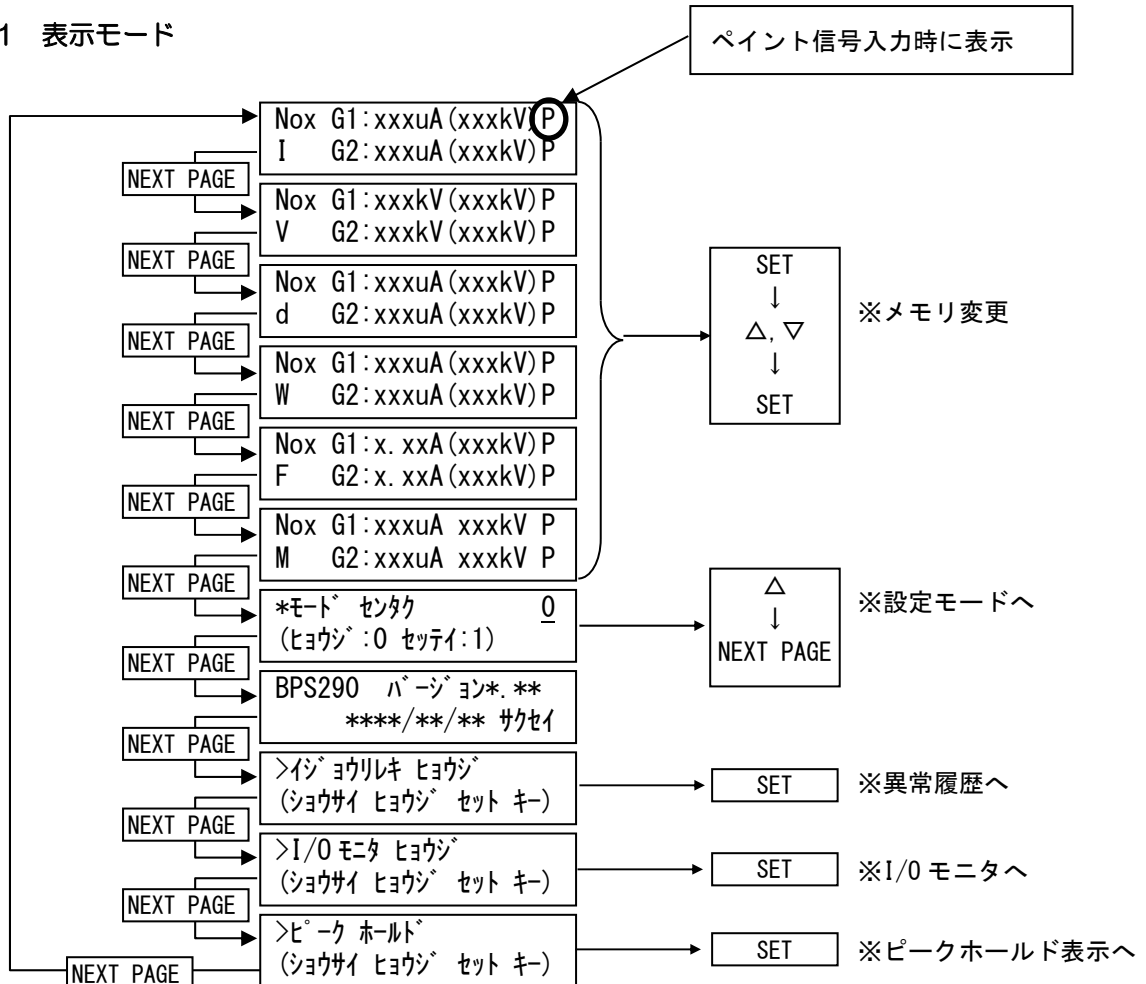 1 表示モード
ペイント信号入力時に表示
Nox G1:xxxuA(xxxkV)P
I G2:xxxuA(xxxkV)P
NEXT PAGE
Nox G1:xxxkV(xxxkV)P
V G2:xxxkV(xxxkV)P
NEXT PAGE
Nox G1:xxxuA(xxxkV)P
d G2:xxxuA(xxxkV)P
NEXT PAGE
Nox G1:xxxuA(xxxkV)P
W G2:xxxuA(xxxkV)P
NEXT PAGE
Nox G1:x.xxA(xxxkV)P
F G2:x.xxA(xxxkV)P
NEXT PAGE
Nox G1:xxxuA xxxkV P
M G2:xxxuA xxxkV P
SET
↓
△,▽
↓
SET
※メモリ変更
NEXT PAGE
*ﾓｰﾄﾞ ｾﾝﾀｸ 0
(ﾋｮｳｼﾞ:0 ｾｯﾃｲ:1)
△
↓
NEXT PAGE
※設定モードへ
NEXT PAGE
BPS290 ﾊﾞｰｼﾞｮﾝ*.**
****/**/** ｻｸｾｲ
NEXT PAGE
>ｲｼﾞｮｳﾘﾚｷ ﾋｮｳｼﾞ
(ｼｮｳｻｲ ﾋｮｳｼﾞ ｾｯﾄ ｷｰ)
SET ※異常履歴へ
NEXT PAGE
>I/O ﾓﾆﾀ ﾋｮｳｼﾞ
(ｼｮｳｻｲ ﾋｮｳｼﾞ ｾｯﾄ ｷｰ)
SET ※I/O モニタへ
NEXT PAGE
>ﾋﾟｰｸ ﾎｰﾙﾄﾞ
(ｼｮｳｻｲ ﾋｮｳｼﾞ ｾｯﾄ ｷｰ)
SET ※ピークホールド表示へ
NEXT PAGE